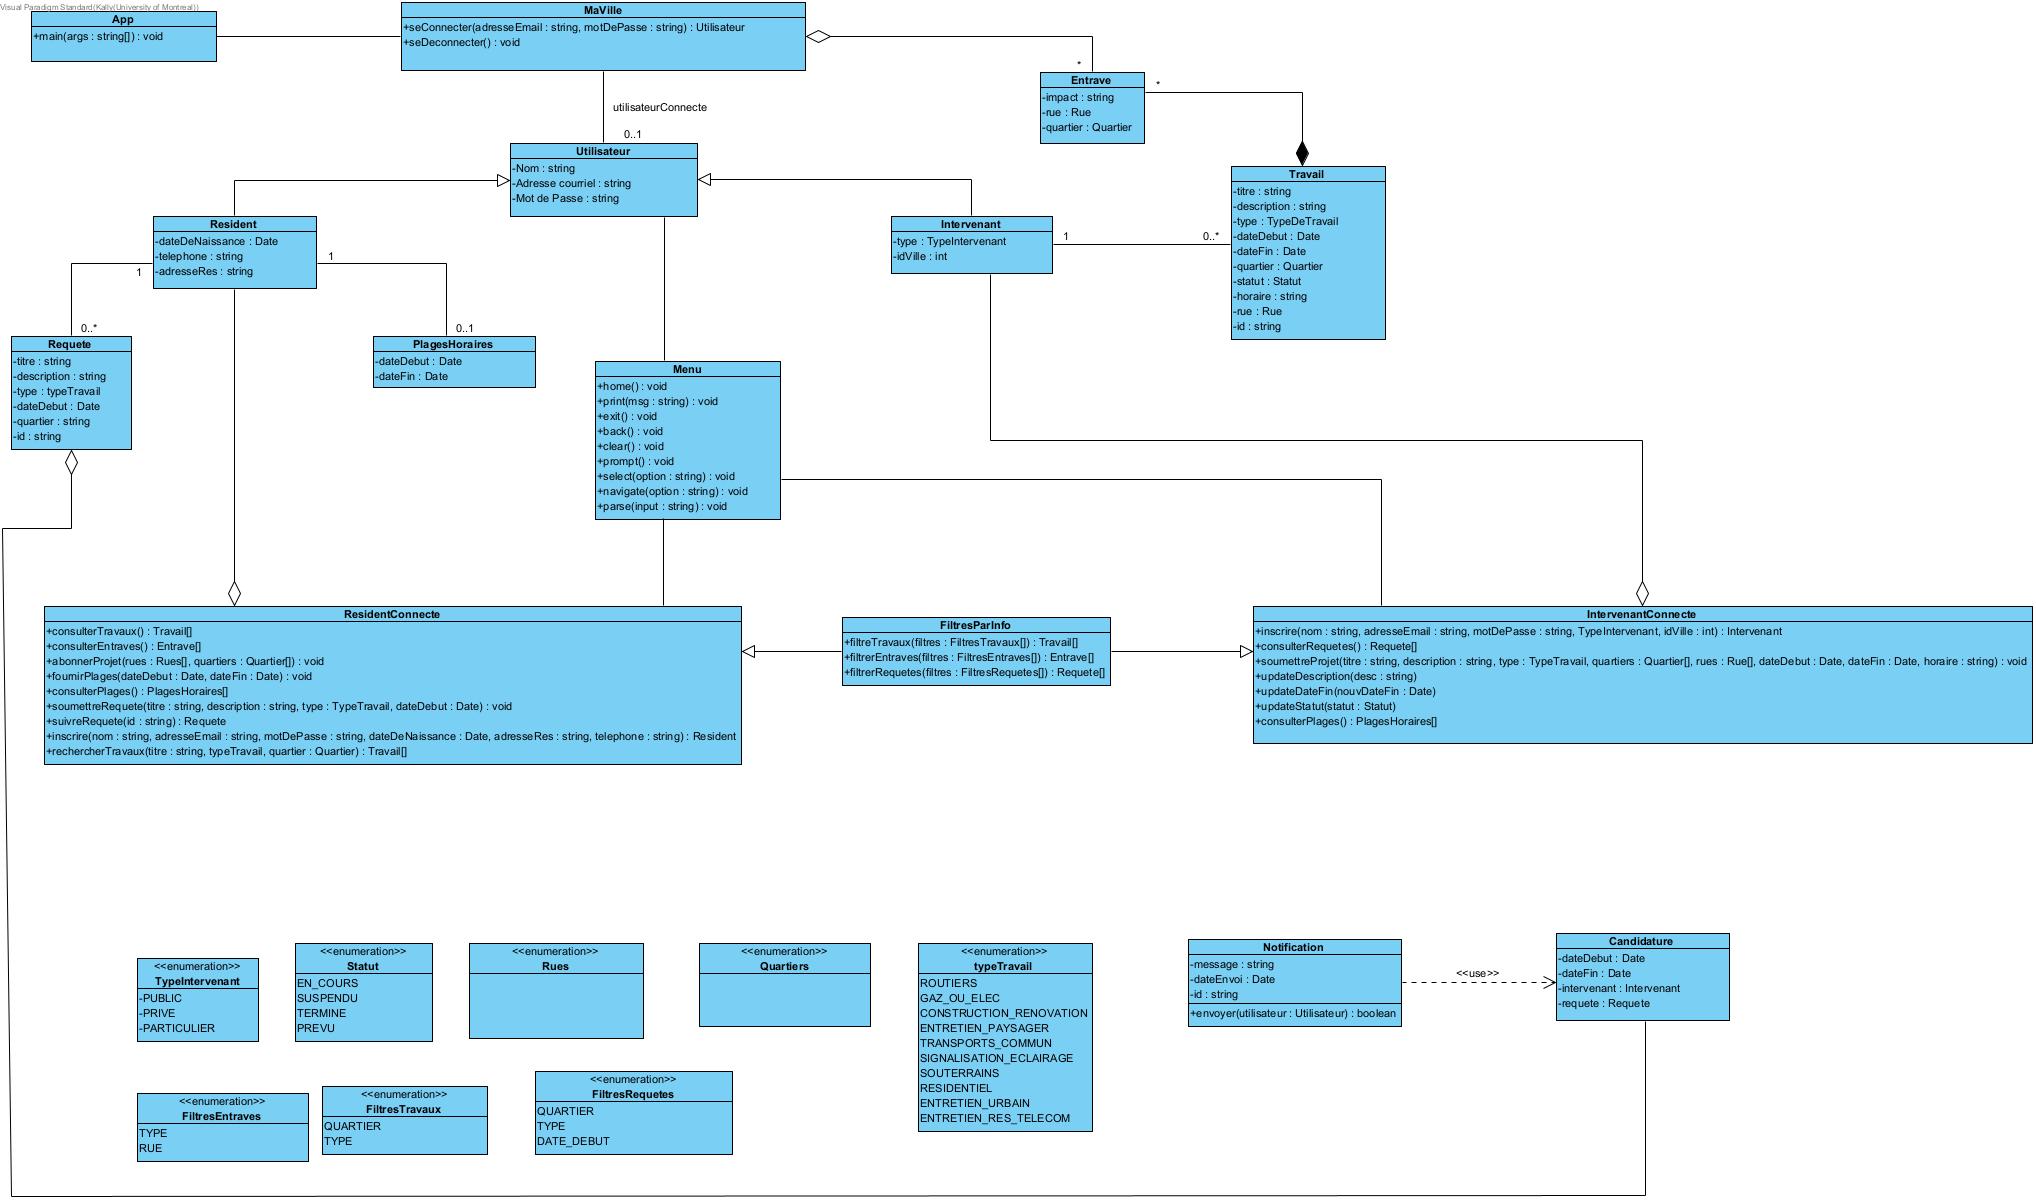 Visual Paradigm Standard(Kally(University of Montreal))
App
+main(args : string[]) : void
MaVille
+seConnecter(adresseEmail : string, motDePasse : string) : Utilisateur
+seDeconnecter() : void
*
Entrave
-impact : string
-rue : Rue
-quartier : Quartier
*
utilisateurConnecte
0..1
Utilisateur
-Nom : string
-Adresse courriel : string
-Mot de Passe : string
Travail
-titre : string
-description : string
-type : TypeDeTravail
-dateDebut : Date
-dateFin : Date
-quartier : Quartier
-statut : Statut
-horaire : string
-rue : Rue
-id : string
Resident
-dateDeNaissance : Date
-telephone : string
-adresseRes : string
1
1
Intervenant
-type : TypeIntervenant
-idVille : int
1
0..*
0..*
Requete
-titre : string
-description : string
-type : typeTravail
-dateDebut : Date
-quartier : string
-id : string
0..1
PlagesHoraires
-dateDebut : Date
-dateFin : Date
Menu
+home() : void
+print(msg : string) : void
+exit() : void
+back() : void
+clear() : void
+prompt() : void
+select(option : string) : void
+navigate(option : string) : void
+parse(input : string) : void
ResidentConnecte
+consulterTravaux() : Travail[]
+consulterEntraves() : Entrave[]
+abonnerProjet(rues : Rues[], quartiers : Quartier[]) : void
+fournirPlages(dateDebut : Date, dateFin : Date) : void
+consulterPlages() : PlagesHoraires[]
+soumettreRequete(titre : string, description : string, type : TypeTravail, dateDebut : Date) : void
+suivreRequete(id : string) : Requete
+inscrire(nom : string, adresseEmail : string, motDePasse : string, dateDeNaissance : Date, adresseRes : string, telephone : string) : Resident
+rechercherTravaux(titre : string, typeTravail, quartier : Quartier) : Travail[]
FiltresParInfo
+filtreTravaux(filtres : FiltresTravaux[]) : Travail[]
+filtrerEntraves(filtres : FiltresEntraves[]) : Entrave[]
+filtrerRequetes(filtres : FiltresRequetes[]) : Requete[]
IntervenantConnecte
+inscrire(nom : string, adresseEmail : string, motDePasse : string, TypeIntervenant, idVille : int) : Intervenant
+consulterRequetes() : Requete[]
+soumettreProjet(titre : string, description : string, type : TypeTravail, quartiers : Quartier[], rues : Rue[], dateDebut : Date, dateFin : Date, horaire : string) : void
+updateDescription(desc : string)
+updateDateFin(nouvDateFin : Date)
+updateStatut(statut : Statut)
+consulterPlages() : PlagesHoraires[]
<<enumeration>>
TypeIntervenant
-PUBLIC
-PRIVE
-PARTICULIER
<<enumeration>>
Statut
EN_COURS
SUSPENDU
TERMINE
PREVU
<<enumeration>>
Rues
<<enumeration>>
Quartiers
<<enumeration>>
typeTravail
ROUTIERS
GAZ_OU_ELEC
CONSTRUCTION_RENOVATION
ENTRETIEN_PAYSAGER
TRANSPORTS_COMMUN
SIGNALISATION_ECLAIRAGE
SOUTERRAINS
RESIDENTIEL
ENTRETIEN_URBAIN
ENTRETIEN_RES_TELECOM
Notification
-message : string
-dateEnvoi : Date
-id : string
+envoyer(utilisateur : Utilisateur) : boolean
<<use>>
Candidature
-dateDebut : Date
-dateFin : Date
-intervenant : Intervenant
-requete : Requete
<<enumeration>>
FiltresEntraves
TYPE
RUE
<<enumeration>>
FiltresTravaux
QUARTIER
TYPE
<<enumeration>>
FiltresRequetes
QUARTIER
TYPE
DATE_DEBUT